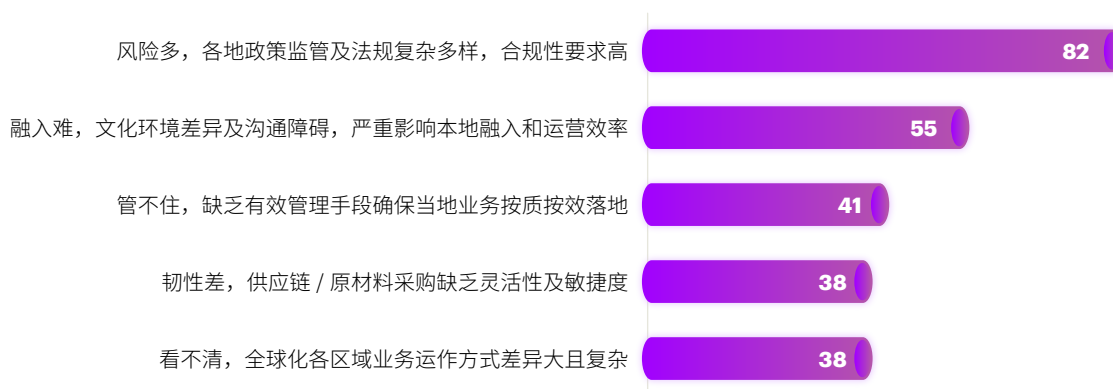 风险多，各地政策监管及法规复杂多样，合规性要求高 82
融入难，文化环境差异及沟通障碍，严重影响本地融入和运营效率 55
管不住，缺乏有效管理手段确保当地业务按质按效落地 41
韧性差，供应链 / 原材料采购缺乏灵活性及敏捷度 38
看不清，全球化各区域业务运作方式差异大且复杂 38